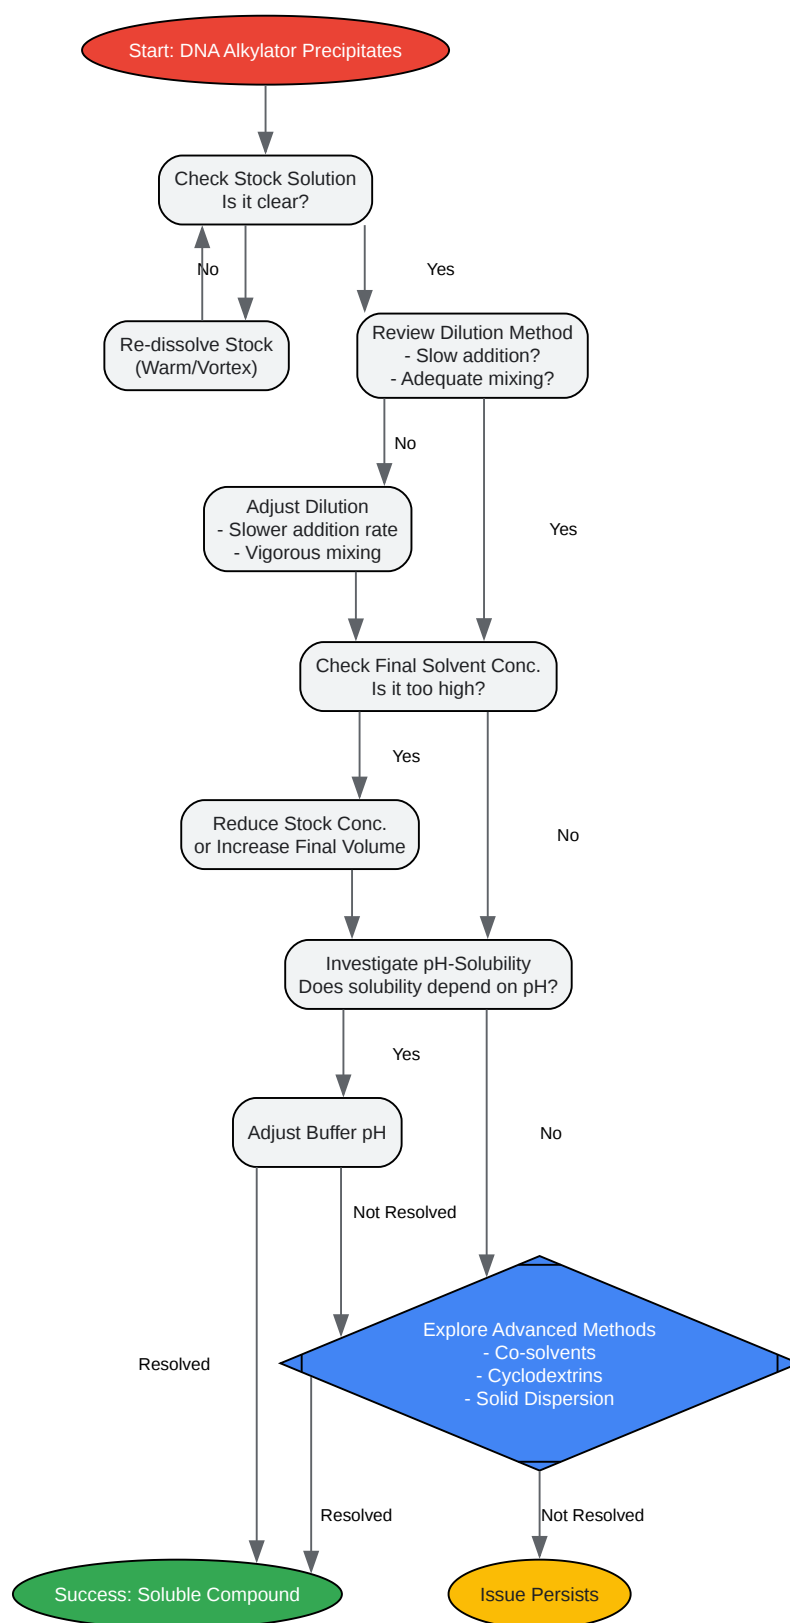 Start: DNA Alkylator Precipitates
Check Stock Solution
Is it clear?
No
Yes
Re-dissolve Stock
(Warm/Vortex)
Review Dilution Method
- Slow addition?
- Adequate mixing?
No
Adjust Dilution
- Slower addition rate
- Vigorous mixing
Yes
Check Final Solvent Conc.
Is it too high?
Yes
Reduce Stock Conc.
or Increase Final Volume
No
Investigate pH-Solubility
Does solubility depend on pH?
Yes
Adjust Buffer pH
No
Not Resolved
Explore Advanced Methods
- Co-solvents
- Cyclodextrins
- Solid Dispersion
Resolved
Resolved
Not Resolved
Success: Soluble Compound
Issue Persists